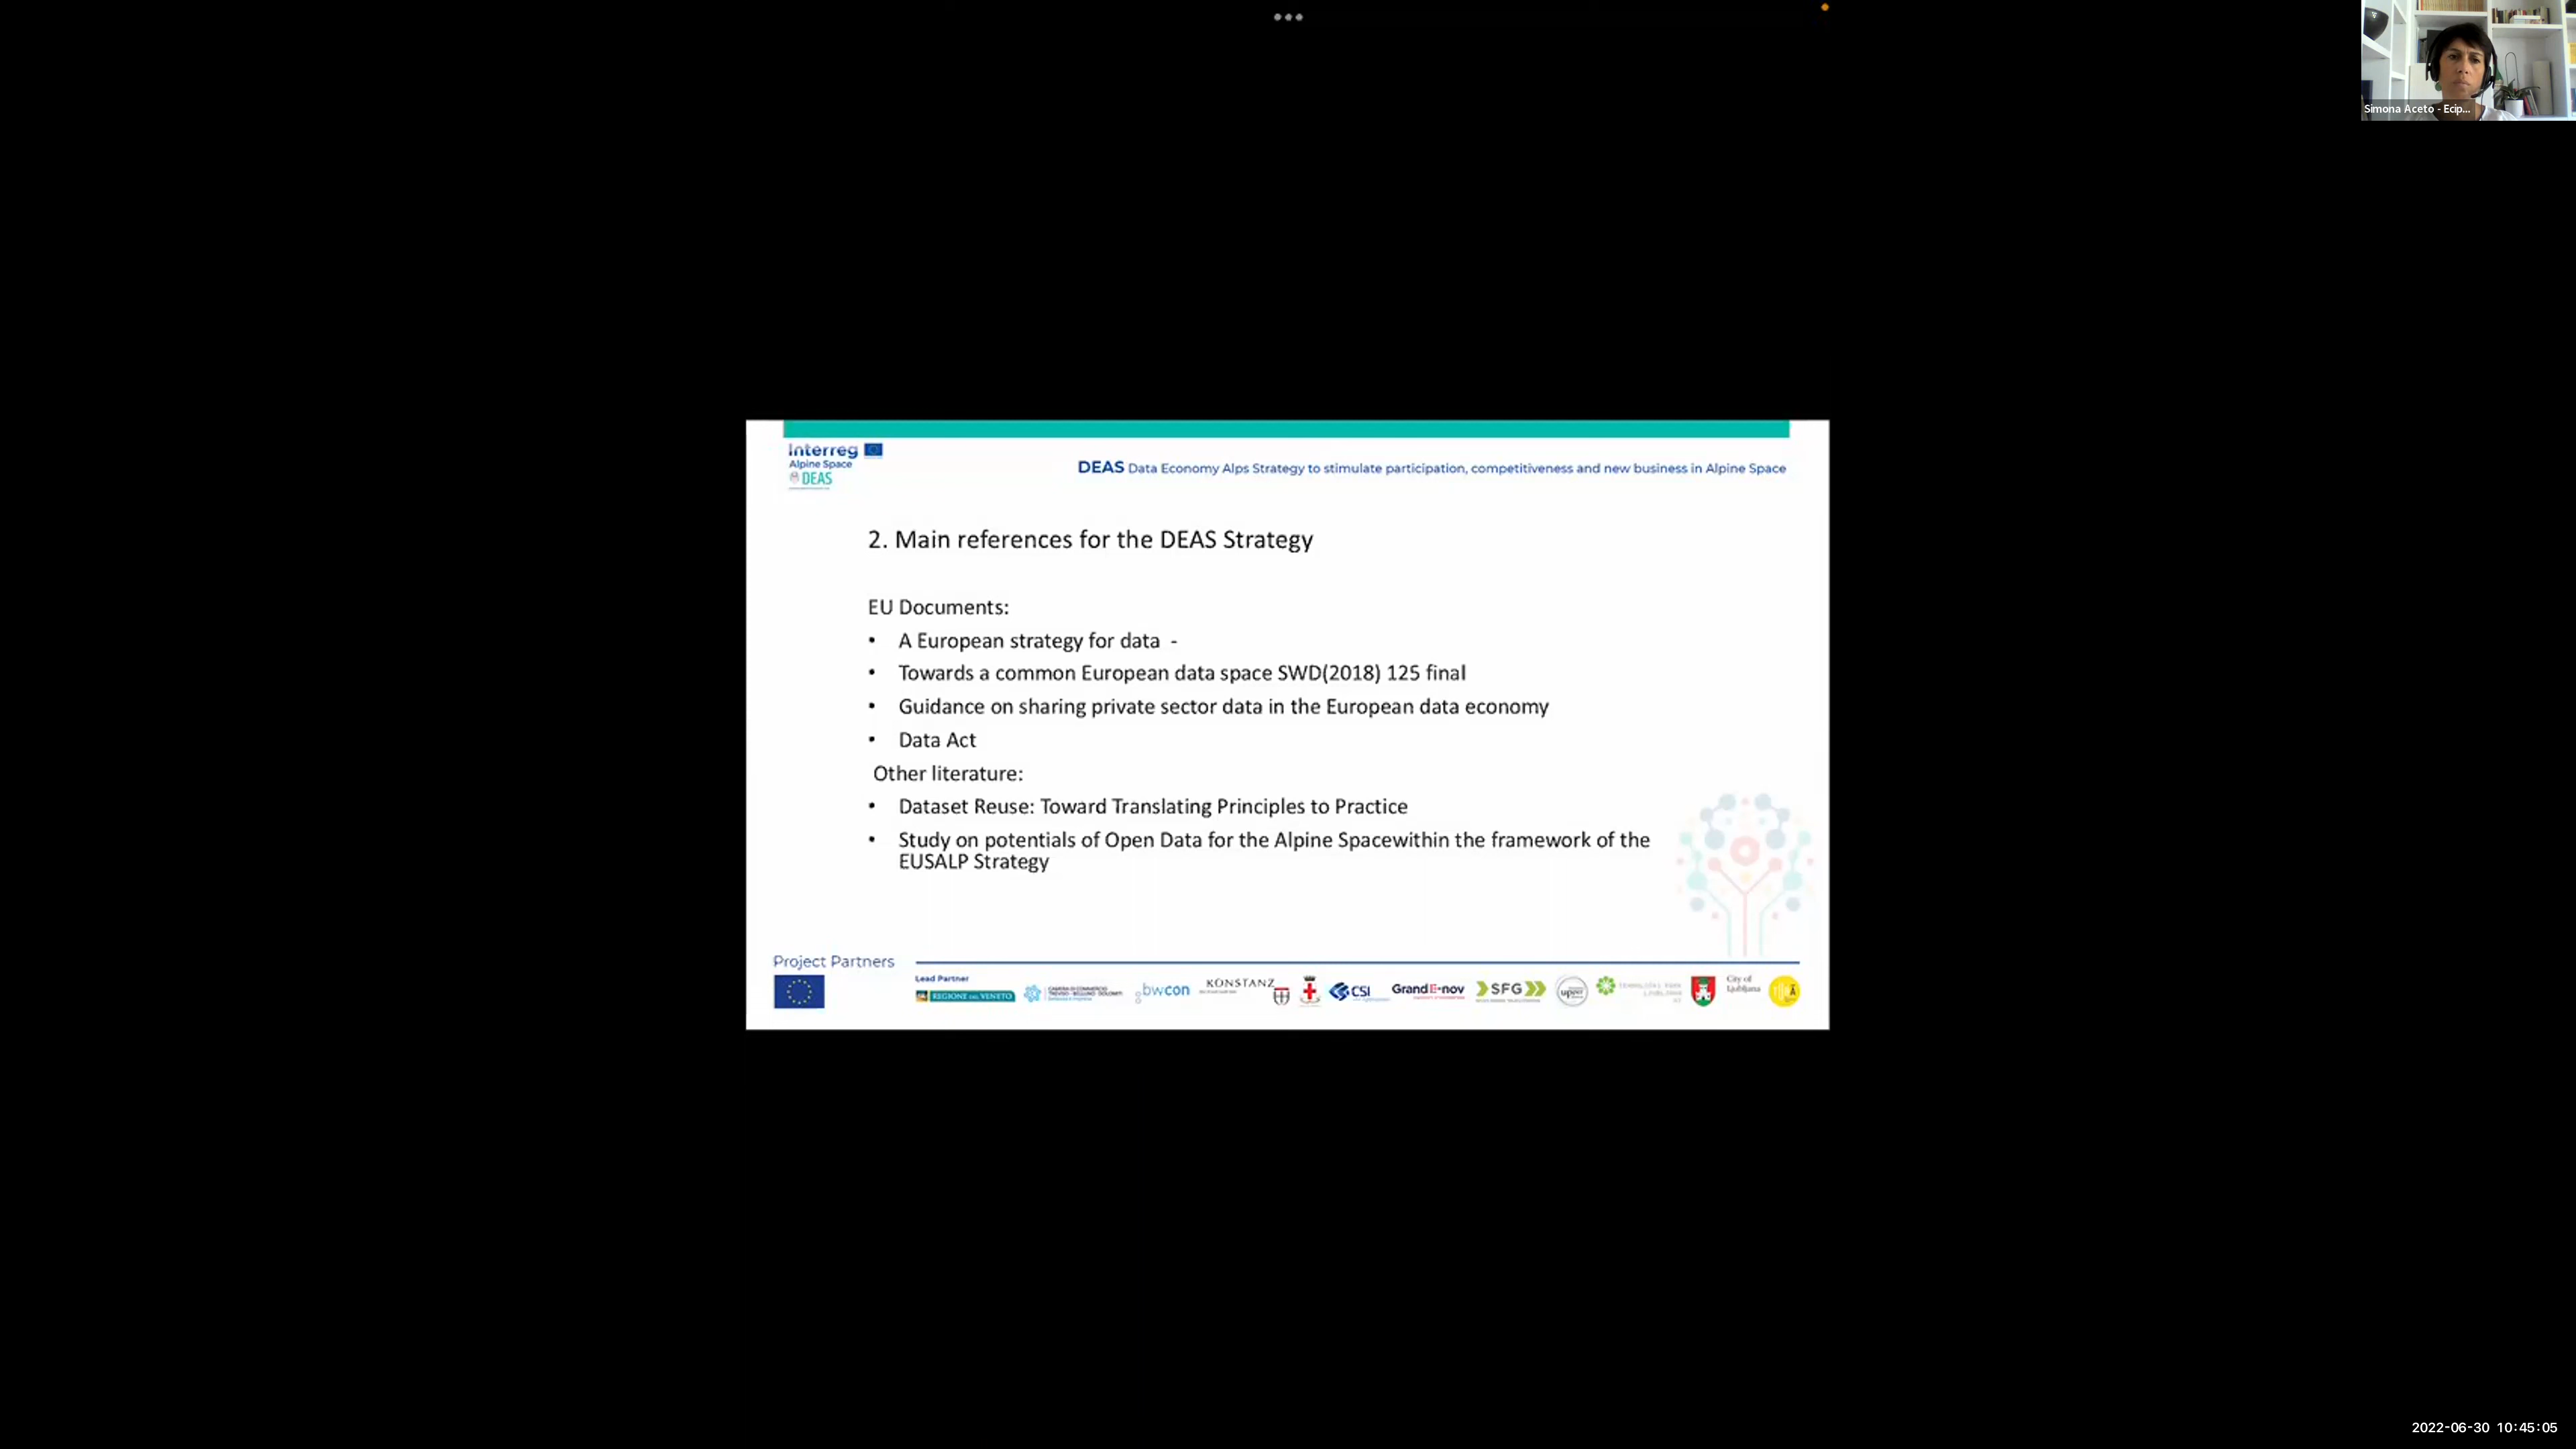 Simona Aceto - Ecip...
Interreg
Alpine Space
DEAS
DEAS Data Economy Alps Strategy to stimulate participation, competitiveness and new business in Alpine Space
2. Main references for the DEAS Strategy
EU Documents:
• A European strategy for data -
• Towards a common European data space SWD(2018) 125 final
• Guidance on sharing private sector data in the European data economy
• Data Act
Other literature:
• Dataset Reuse: Toward Translating Principles to Practice
• Study on potentials of Open Data for the Alpine Spacewithin the framework of the
EUSALP Strategy
Project Partners
Lead Partner
REGIONE DEL VENETO
bwcon
KONSTANZ
CSI
GrandE-nov
SFG
City of
Ljubljana
2022-06-30 10:45:05